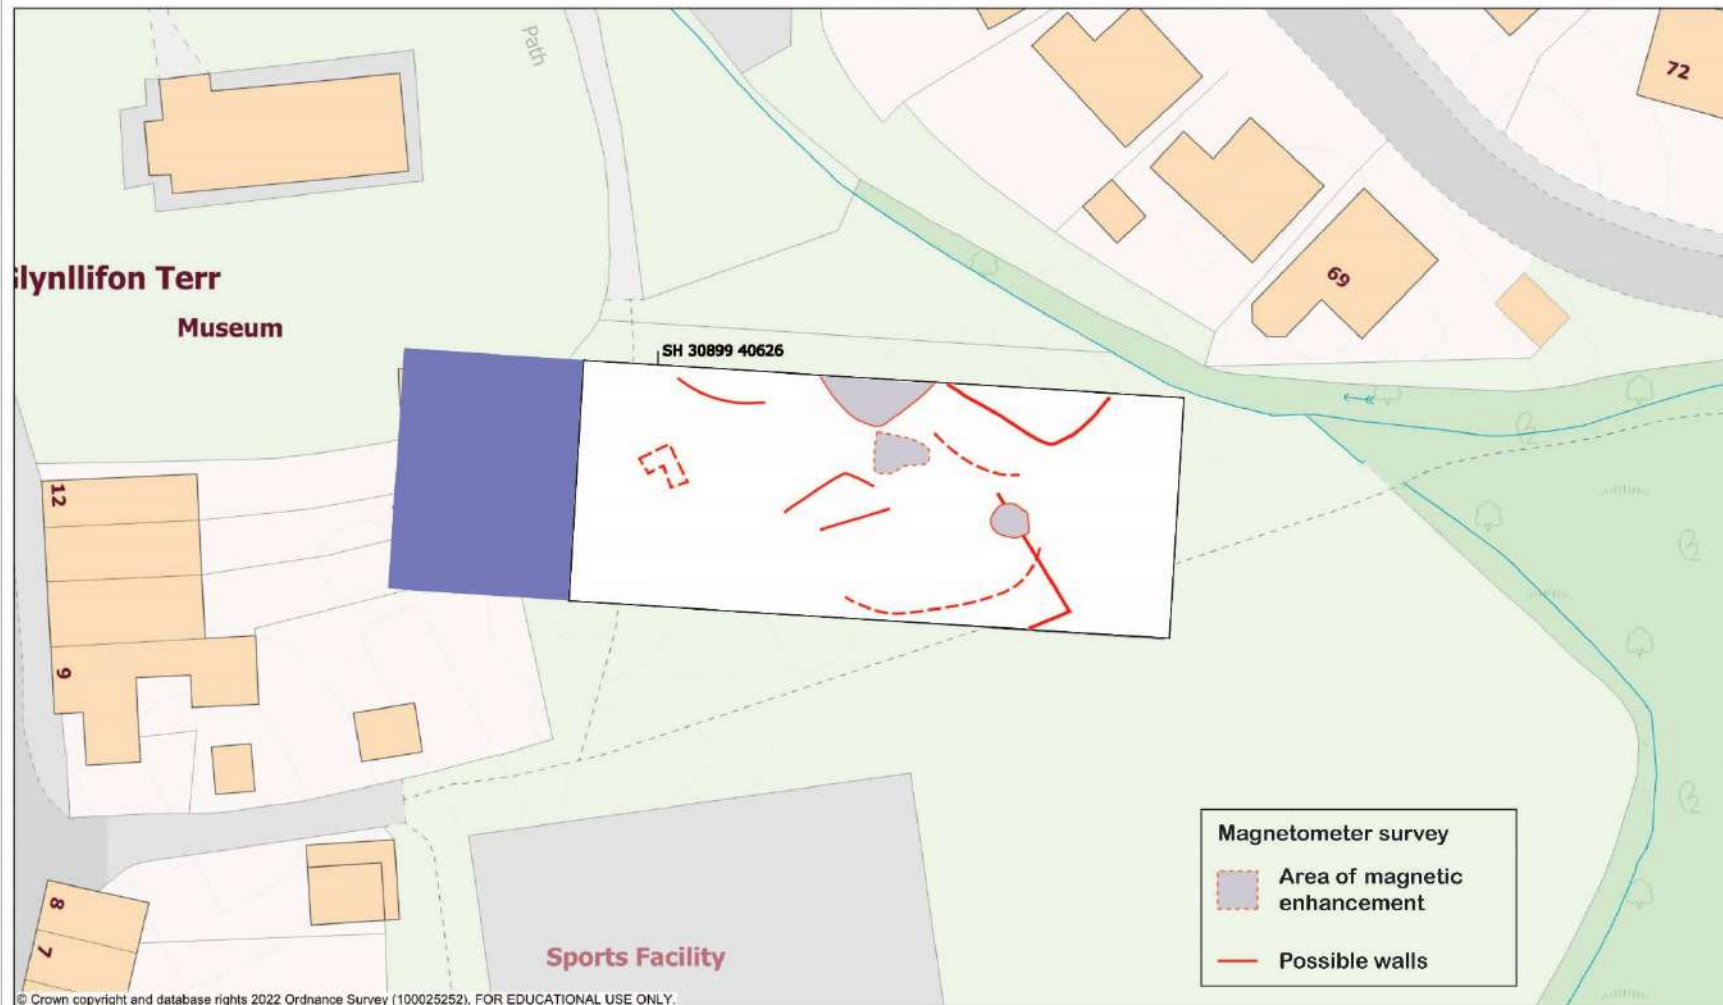 Path
72
69
Glynllifon Terr
Museum
SH 30899 40626
12
9
8
7
Magnetometer survey
Area of magnetic
enhancement
Possible walls
Sports Facility
© Crown copyright and database rights 2022 Ordnance Survey (100025252). FOR EDUCATIONAL USE ONLY.